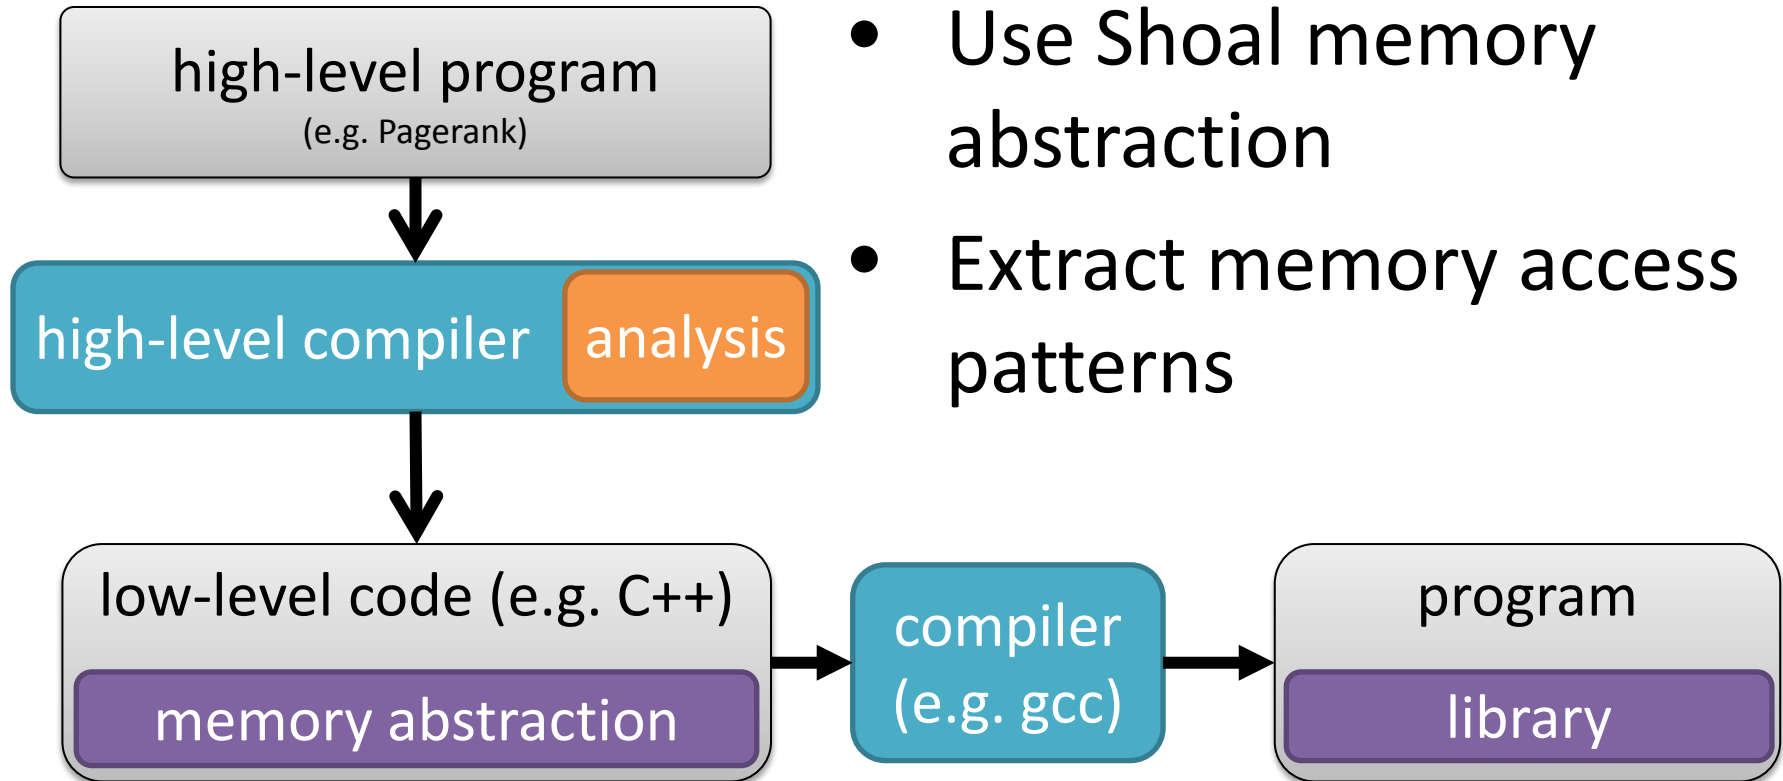 high-level program
(e.g. Pagerank)
high-level compiler
analysis
low-level code (e.g. C++)
memory abstraction
compiler
(e.g. gcc)
program
library
• Use Shoal memory
abstraction
• Extract memory access
patterns